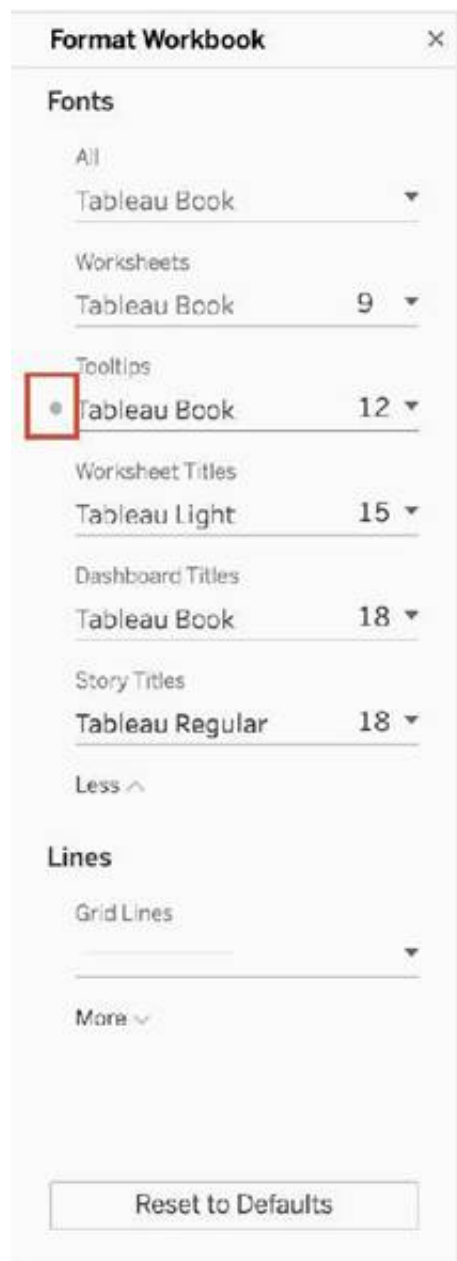 Format Workbook ×
Fonts
All
Tableau Book
Worksheets
Tableau Book 9
Tooltips
Tableau Book 12
Worksheet Titles
Tableau Light 15
Dashboard Titles
Tableau Book 18
Story Titles
Tableau Regular 18
Less
Lines
Grid Lines
More
Reset to Defaults